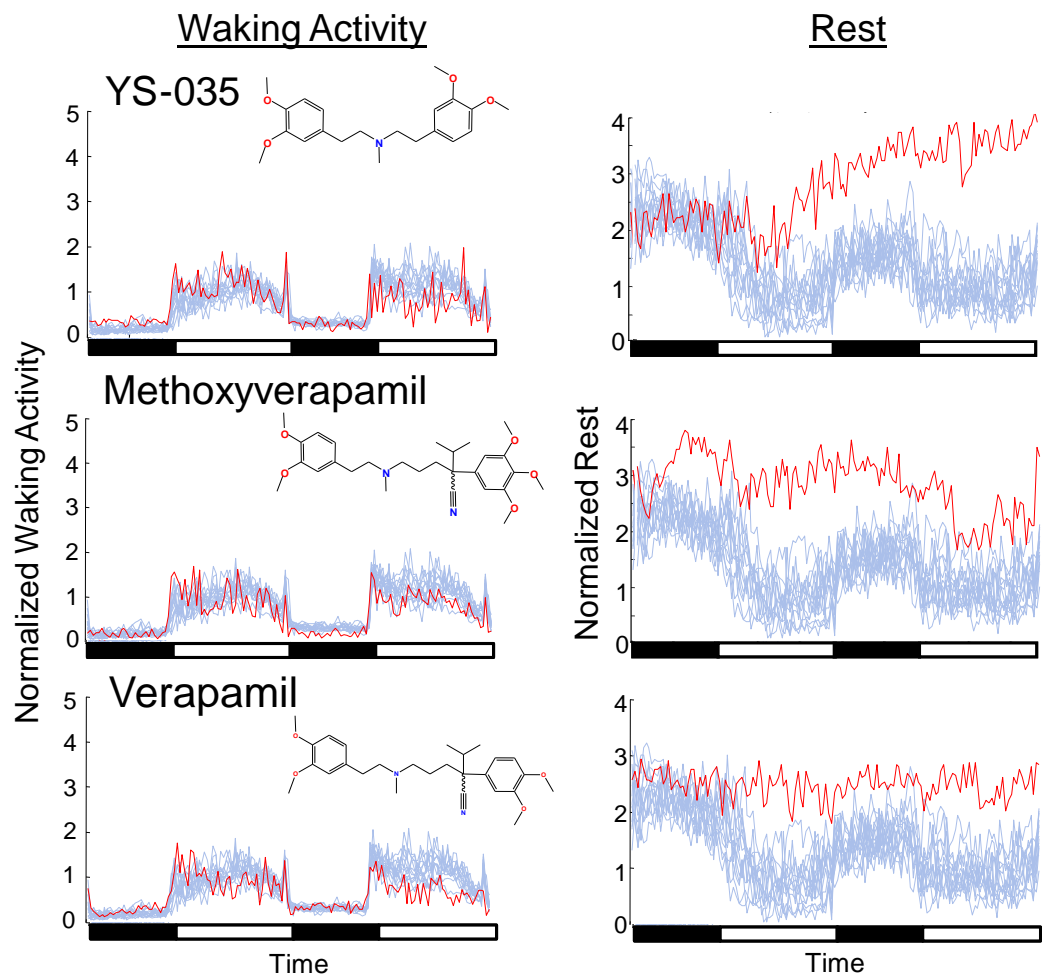 Waking Activity
Rest
YS-035
O
O
N
O
O
5
4
3
2
1
0
4
3
2
1
0
Methoxyverapamil
O
O
N
N
O
O
O
5
4
3
2
1
0
4
3
2
1
0
Verapamil
O
O
N
N
O
O
5
4
3
2
1
0
4
3
2
1
0
Normalized Waking Activity
Normalized Rest
Time
Time